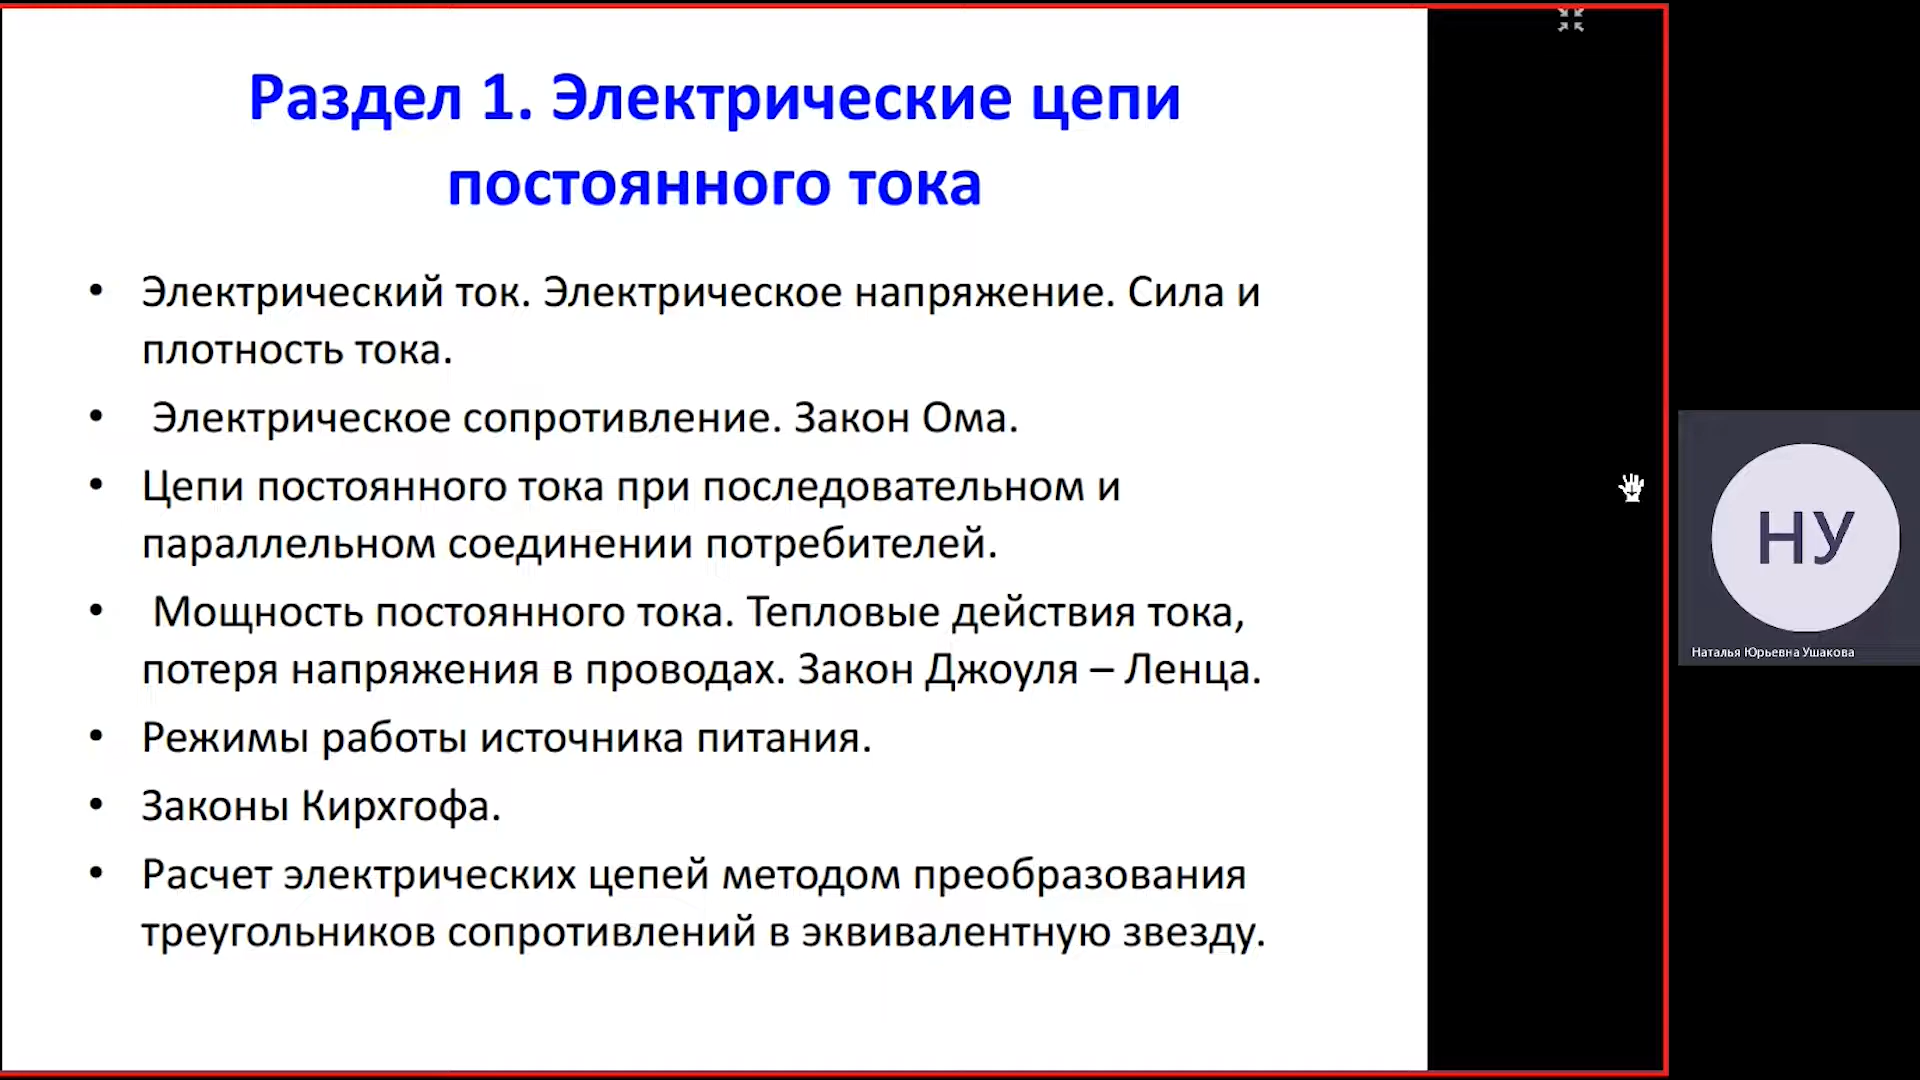 Раздел 1. Электрические цепи
постоянного тока
• Электрический ток. Электрическое напряжение. Сила и
плотность тока.
• Электрическое сопротивление. Закон Ома.
• Цепи постоянного тока при последовательном и
параллельном соединении потребителей.
• Мощность постоянного тока. Тепловые действия тока,
потеря напряжения в проводах. Закон Джоуля – Ленца.
• Режимы работы источника питания.
• Законы Кирхгофа.
• Расчет электрических цепей методом преобразования
треугольников сопротивлений в эквивалентную звезду.
НУ
Наталья Юрьевна Ушакова